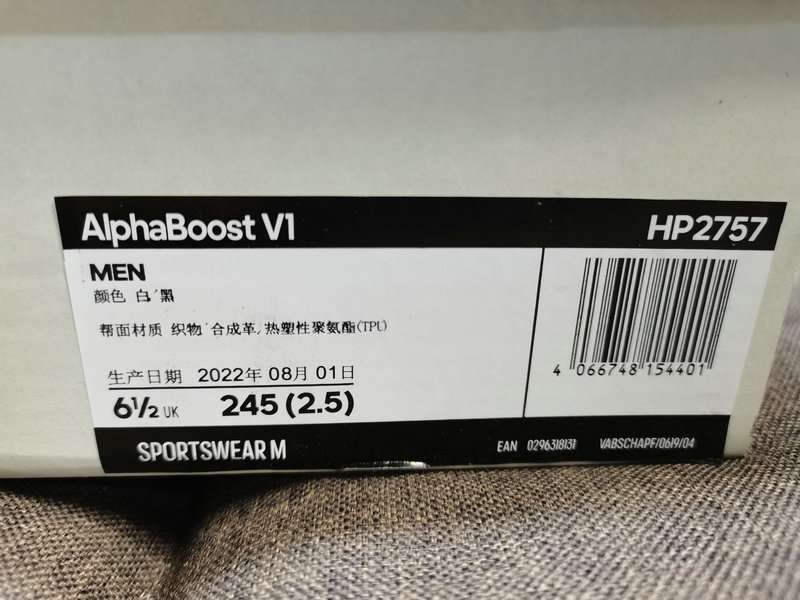 AlphaBoost V1
HP2757
MEN
颜色 白/黑
帮面材质 织物/合成革/热塑性聚氨酯(TPU)
生产日期 2022年 08月 01日
6½ UK 245 (2.5)
4 066748 154401
SPORTSWEAR M
EAN 0296318131 VABSCHAPF/0619/04